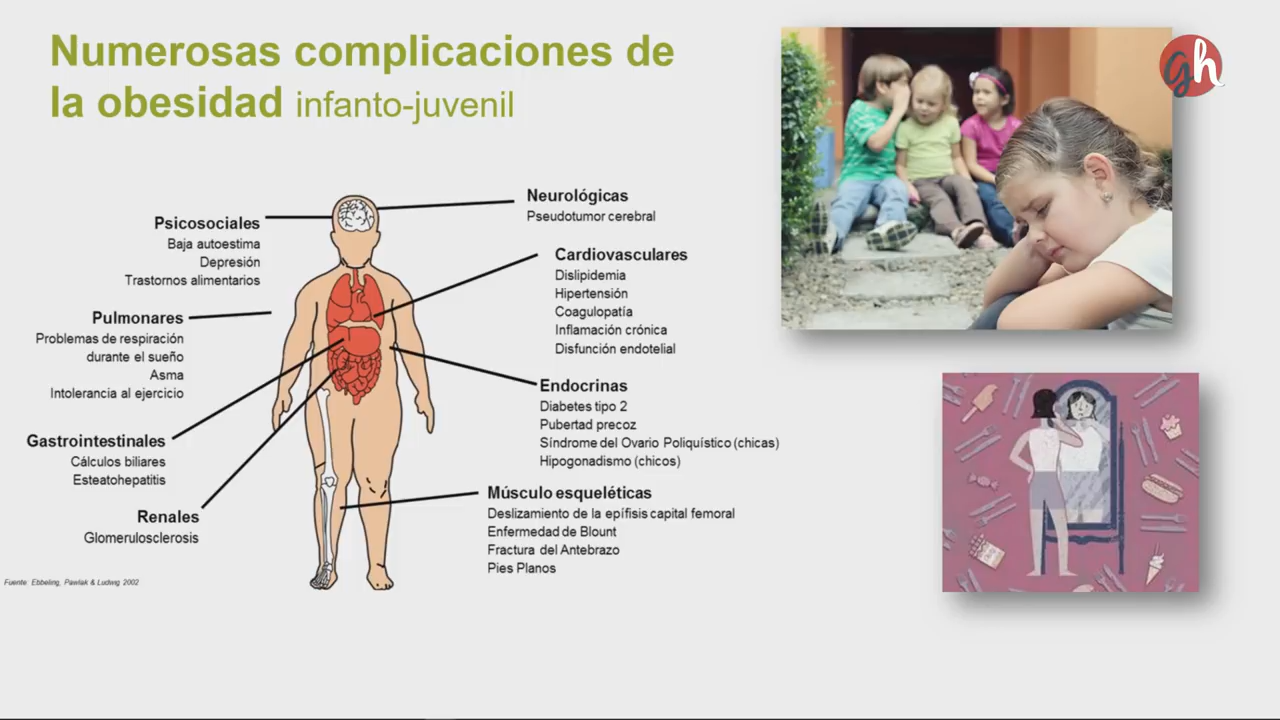 Numerosas complicaciones de
la obesidad infanto-juvenil
gh
Psicosociales
Baja autoestima
Depresión
Trastornos alimentarios
Pulmonares
Problemas de respiración
durante el sueño
Asma
Intolerancia al ejercicio
Gastrointestinales
Cálculos biliares
Esteatohepatitis
Renales
Glomerulosclerosis
Neurológicas
Pseudotumor cerebral
Cardiovasculares
Dislipidemia
Hipertensión
Coagulopatía
Inflamación crónica
Disfunción endotelial
Endocrinas
Diabetes tipo 2
Pubertad precoz
Síndrome del Ovario Poliquístico (chicas)
Hipogonadismo (chicos)
Músculo esqueléticas
Deslizamiento de la epífisis capital femoral
Enfermedad de Blount
Fractura del Antebrazo
Pies Planos
Fuente: Ebbeling, Pawlak & Ludwig 2002